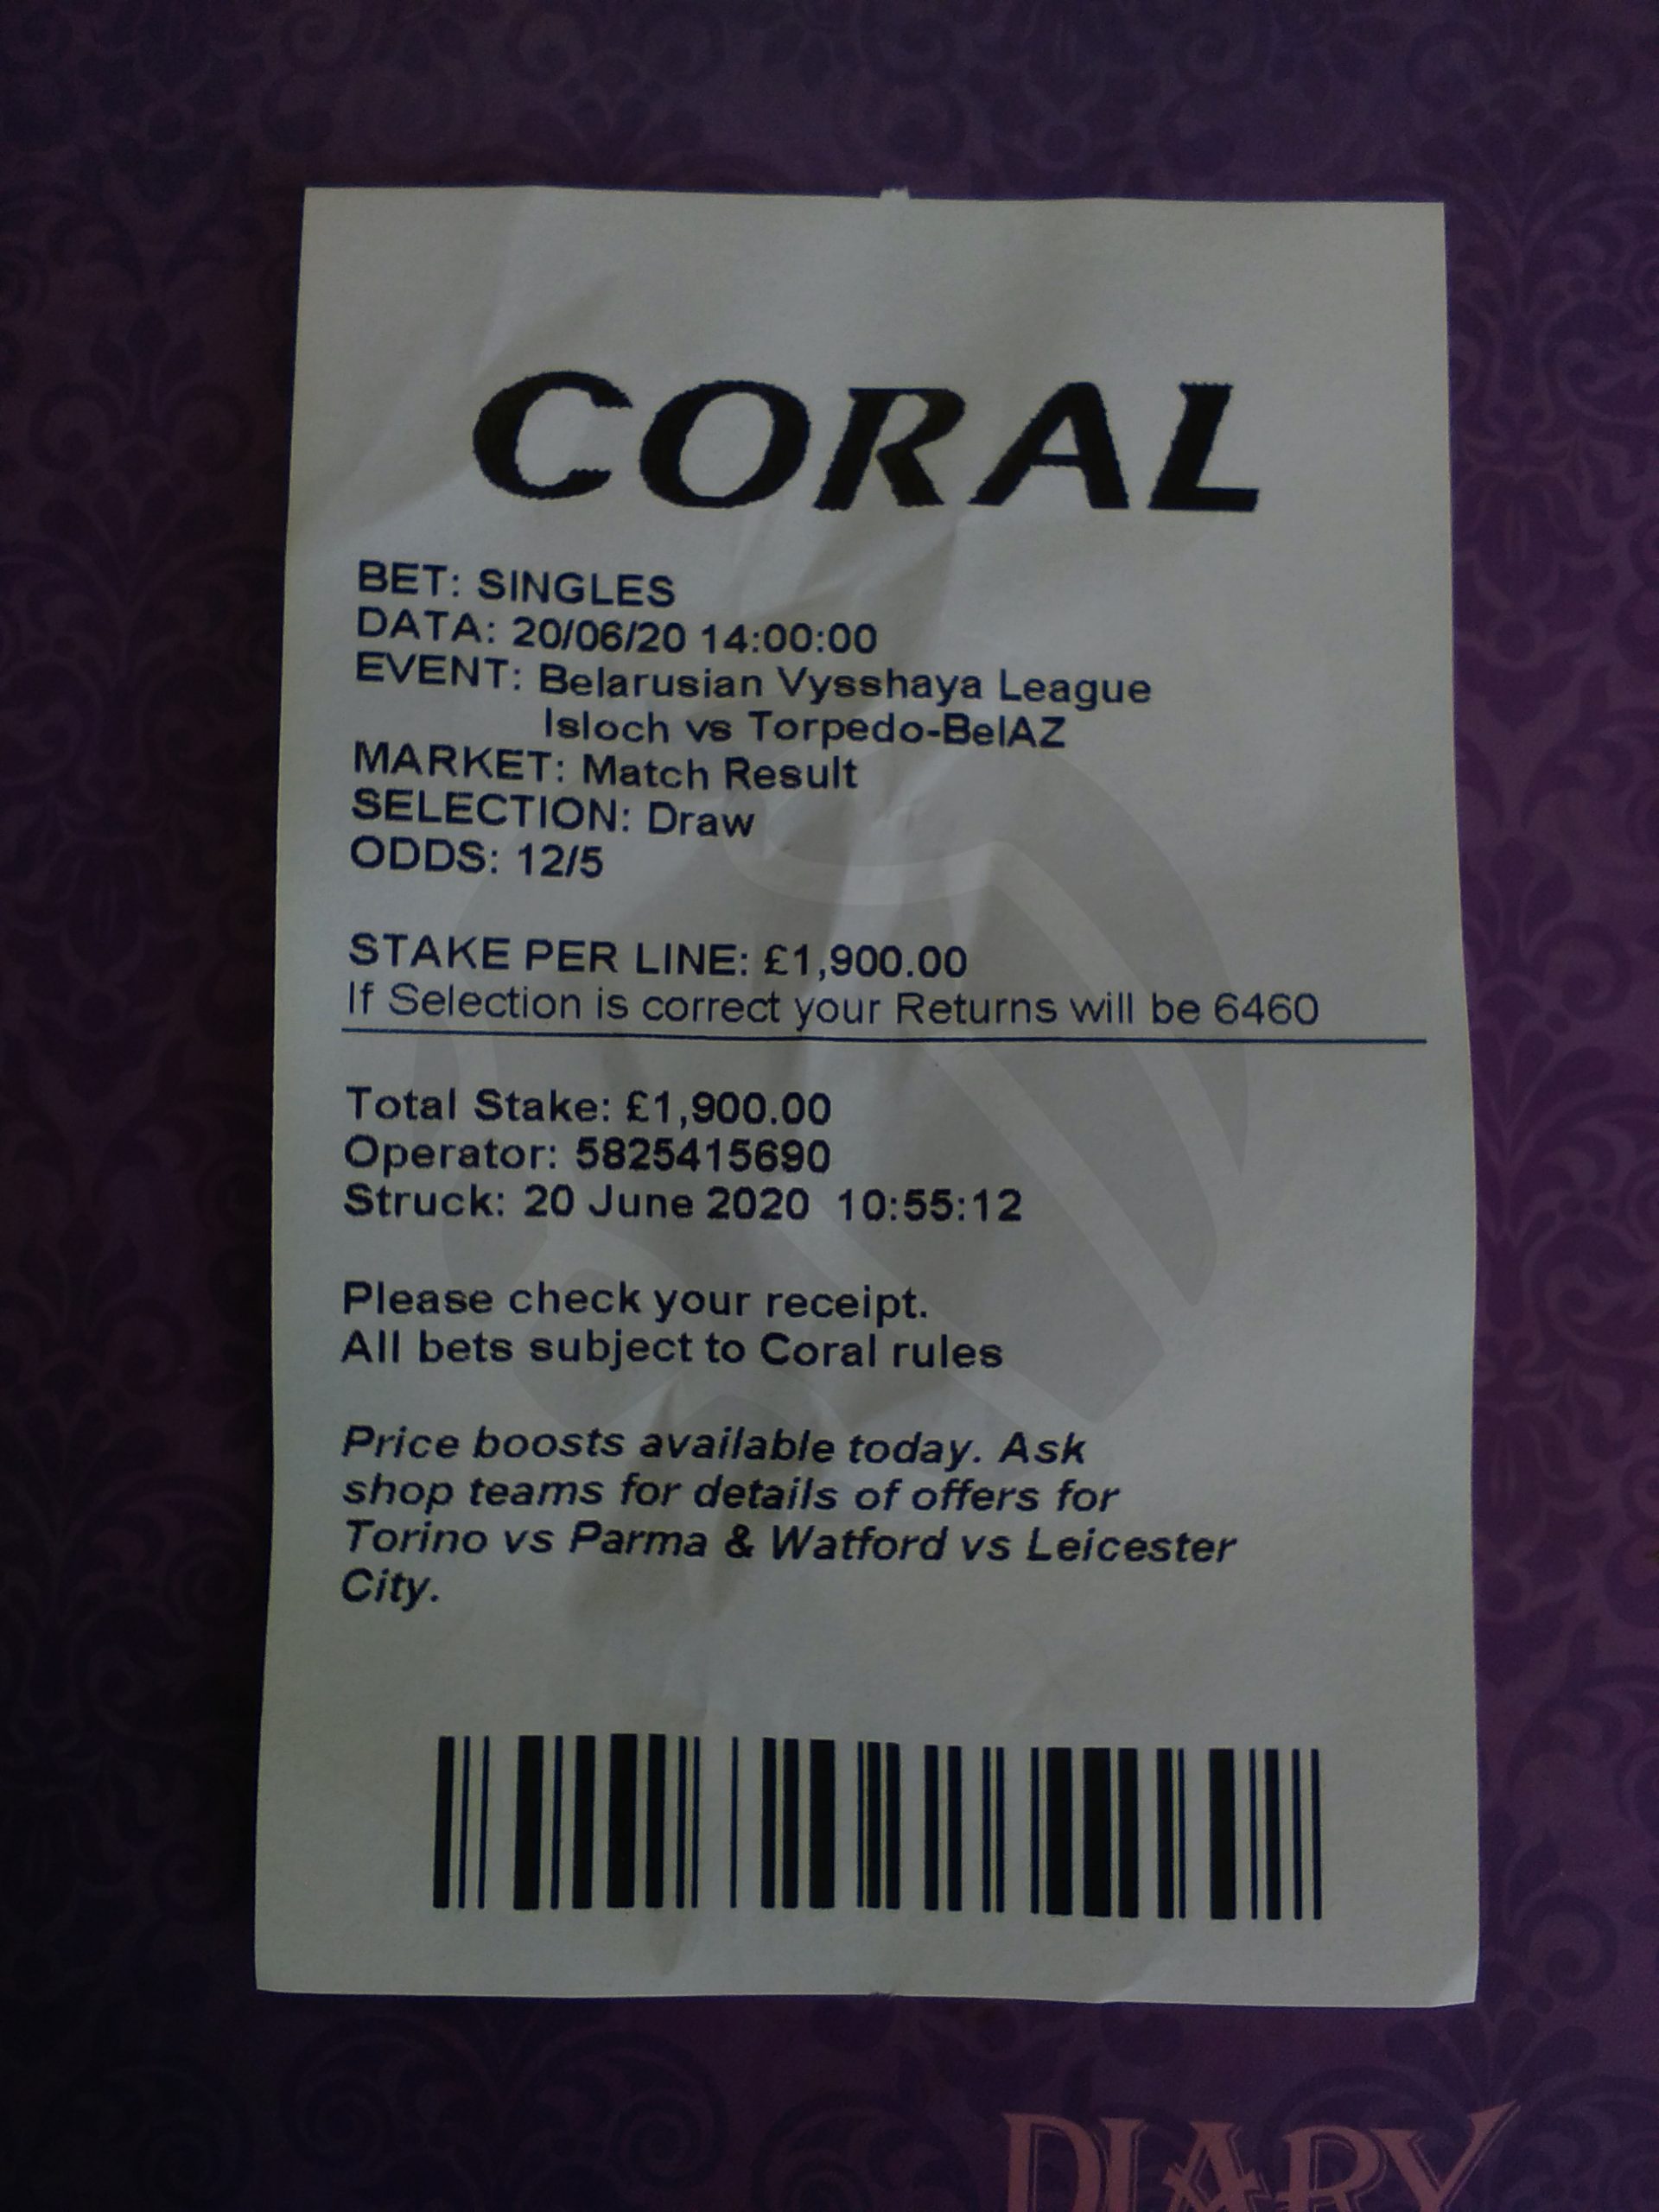 CORAL
BET: SINGLES
DATA: 20/06/20 14:00:00
EVENT: Belarusian Vysshaya League
Isloch vs Torpedo-BelAZ
MARKET: Match Result
SELECTION: Draw
ODDS: 12/5
STAKE PER LINE: £1,900.00
If Selection is correct your Returns will be 6460
Total Stake: £1,900.00
Operator: 5825415690
Struck: 20 June 2020 10:55:12
Please check your receipt.
All bets subject to Coral rules
Price boosts available today. Ask
shop teams for details of offers for
Torino vs Parma & Watford vs Leicester
City.
DIARY